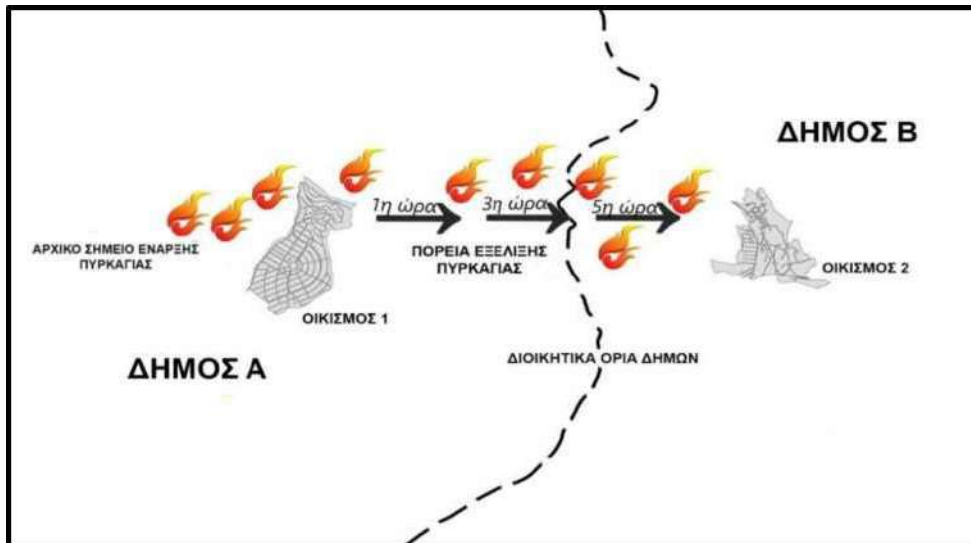 ΔΗΜΟΣ Β
1η ώρα
3η ώρα
5η ώρα
ΑΡΧΙΚΟ ΣΗΜΕΙΟ ΕΝΑΡΞΗΣ
ΠΥΡΚΑΓΙΑΣ
ΠΟΡΕΙΑ ΕΞΕΛΙΞΗΣ
ΠΥΡΚΑΓΙΑΣ
ΟΙΚΙΣΜΟΣ 2
ΟΙΚΙΣΜΟΣ 1
ΔΙΟΙΚΗΤΙΚΑ ΟΡΙΑ ΔΗΜΩΝ
ΔΗΜΟΣ Α